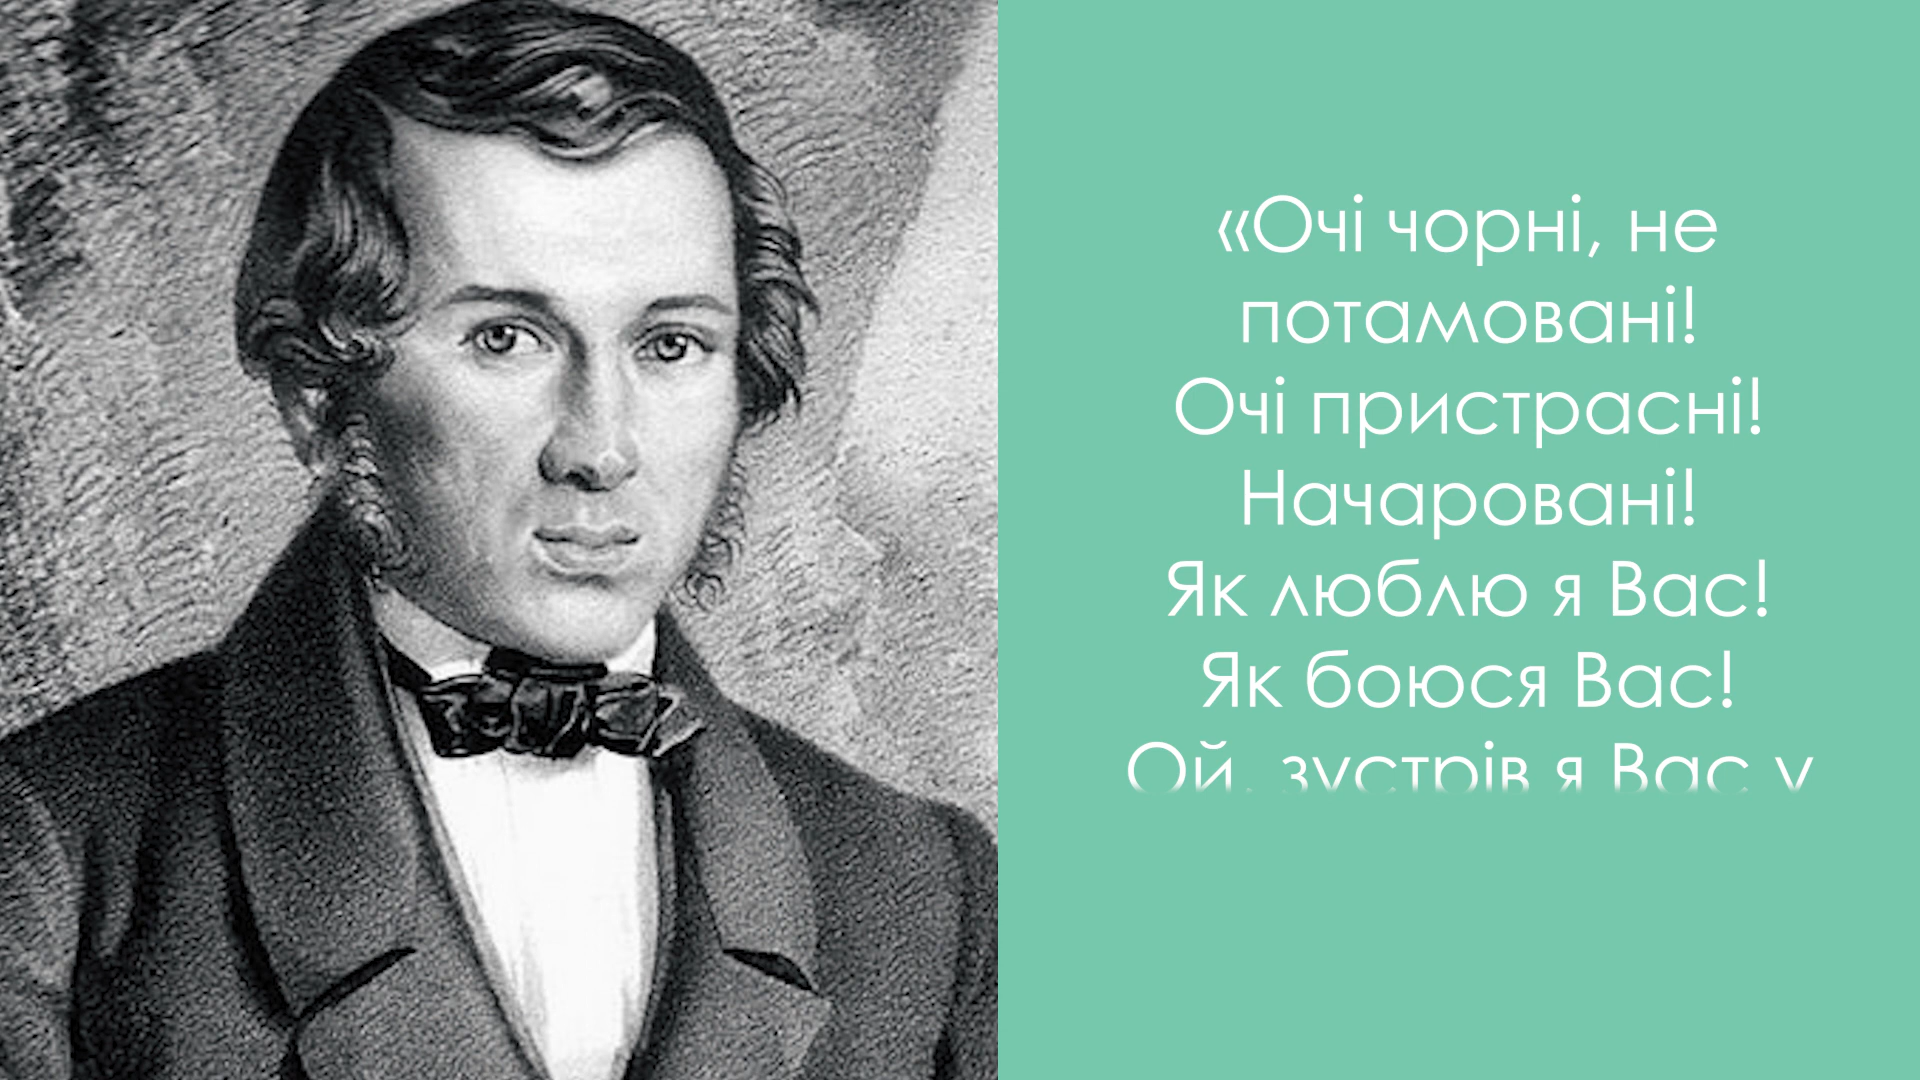 «Очі чорні, не
потамовані!
Очі пристрасні!
Начаровані!
Як люблю я Вас!
Як боюся Вас!
Ой, зустрів я Вас у